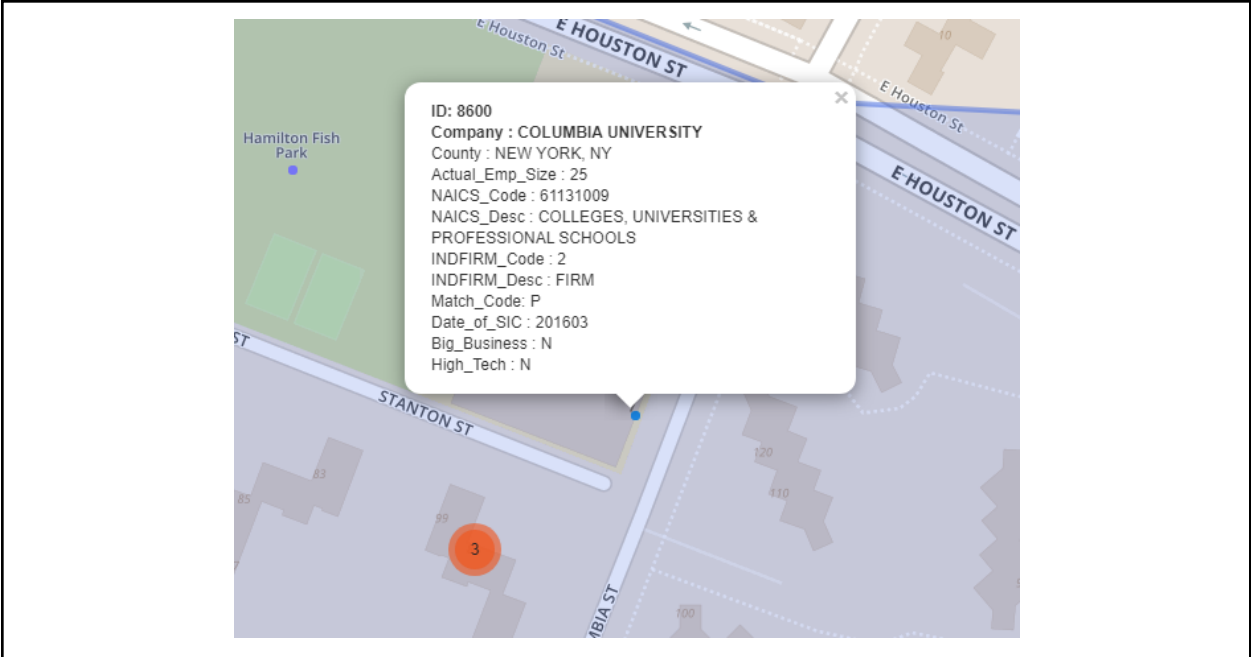 E Houston St
E HOUSTON ST
10
E Houston St
E HOUSTON ST
Hamilton Fish
Park
×
ID: 8600
Company : COLUMBIA UNIVERSITY
County : NEW YORK, NY
Actual_Emp_Size : 25
NAICS_Code : 61131009
NAICS_Desc : COLLEGES, UNIVERSITIES &
PROFESSIONAL SCHOOLS
INDFIRM_Code : 2
INDFIRM_Desc : FIRM
Match_Code: P
Date_of_SIC : 201603
Big_Business : N
High_Tech : N
ST
STANTON ST
120
110
83
85
99
3
100
MBIA ST